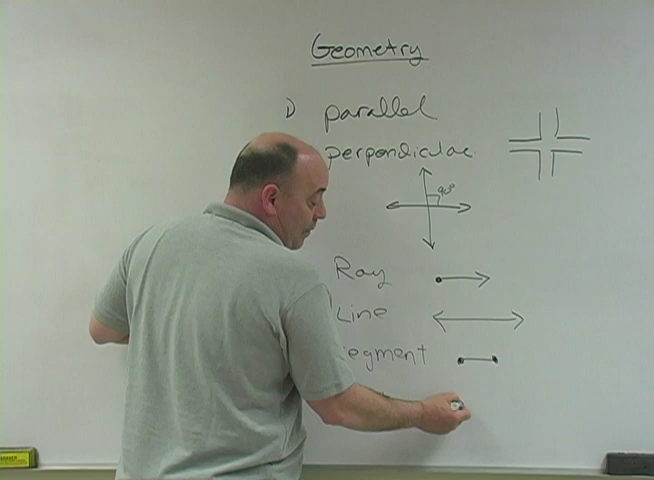 Geometry
1) parallel
perpendicular
90°
Ray
Line
segment